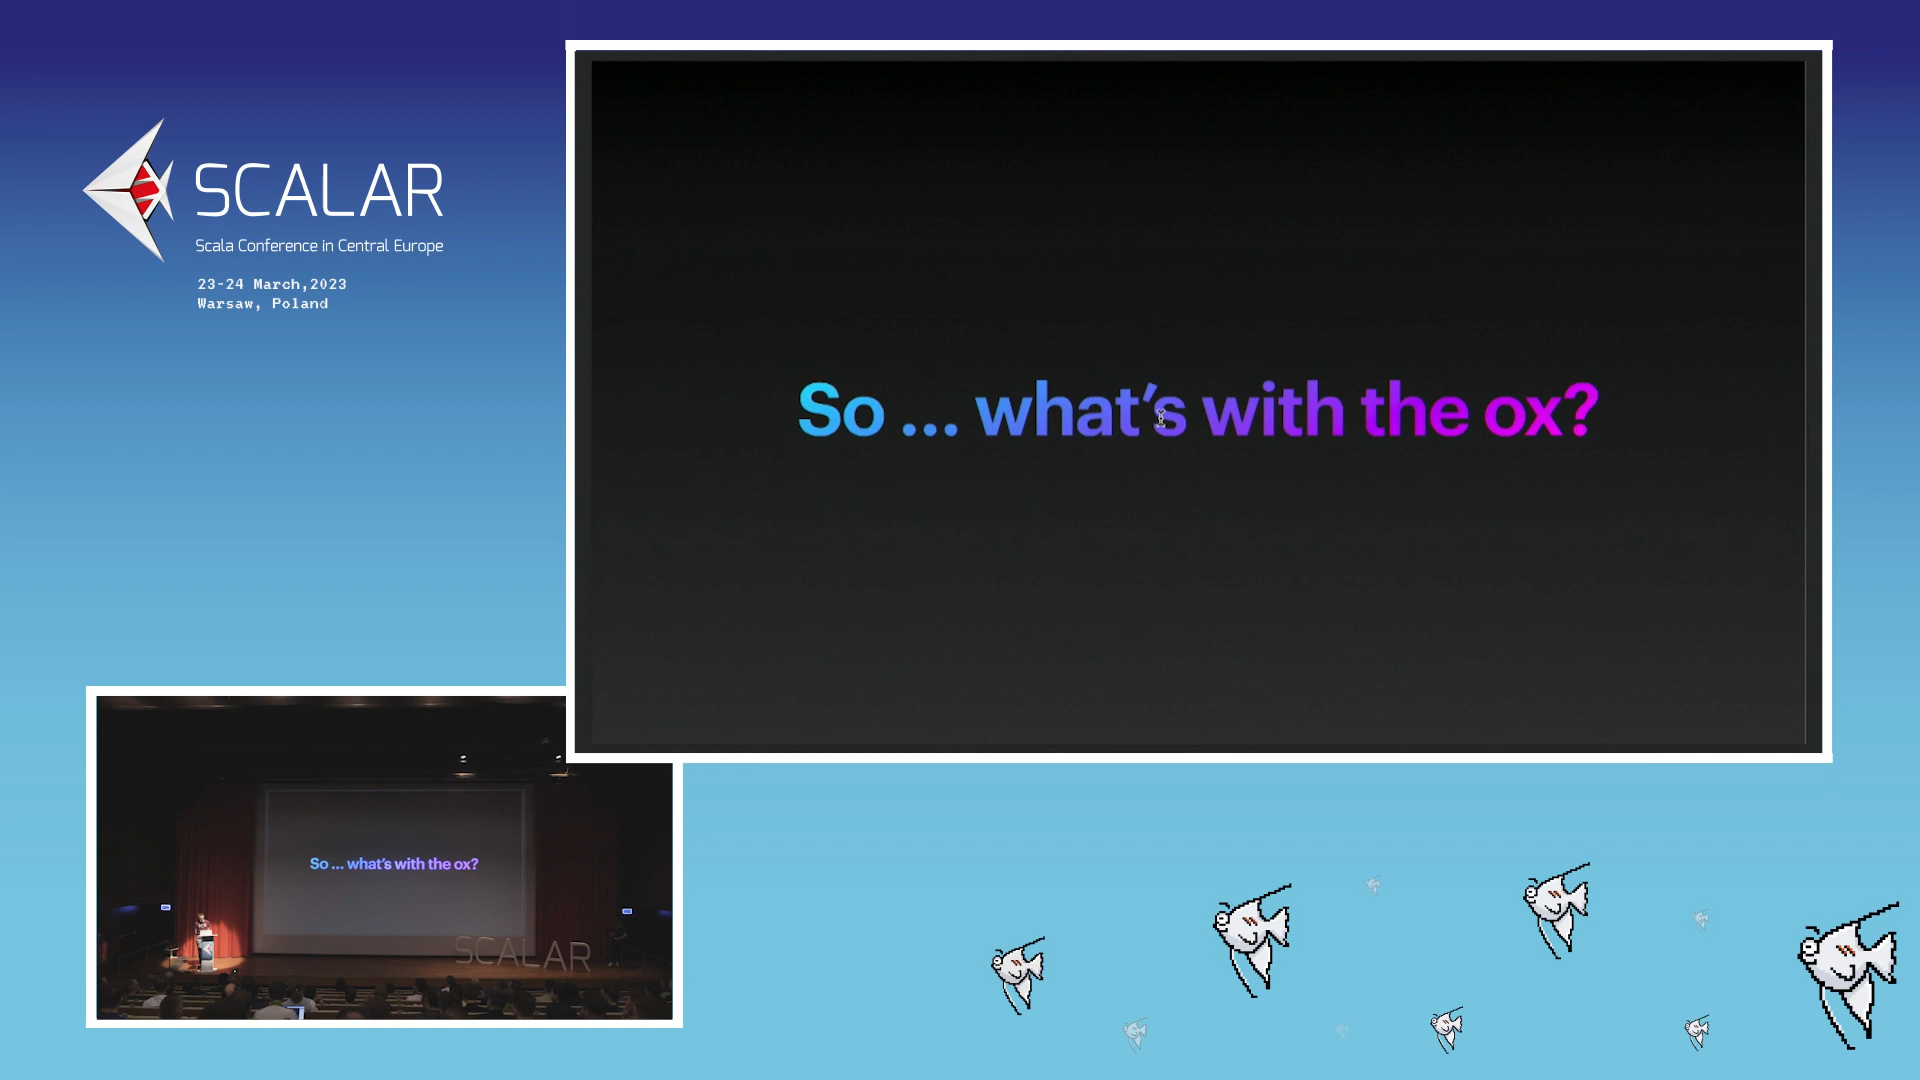 SCALAR
Scala Conference in Central Europe
23-24 March,2023
Warsaw, Poland
So ... what's with the ox?
So ... what's with the ox?
SCALAR